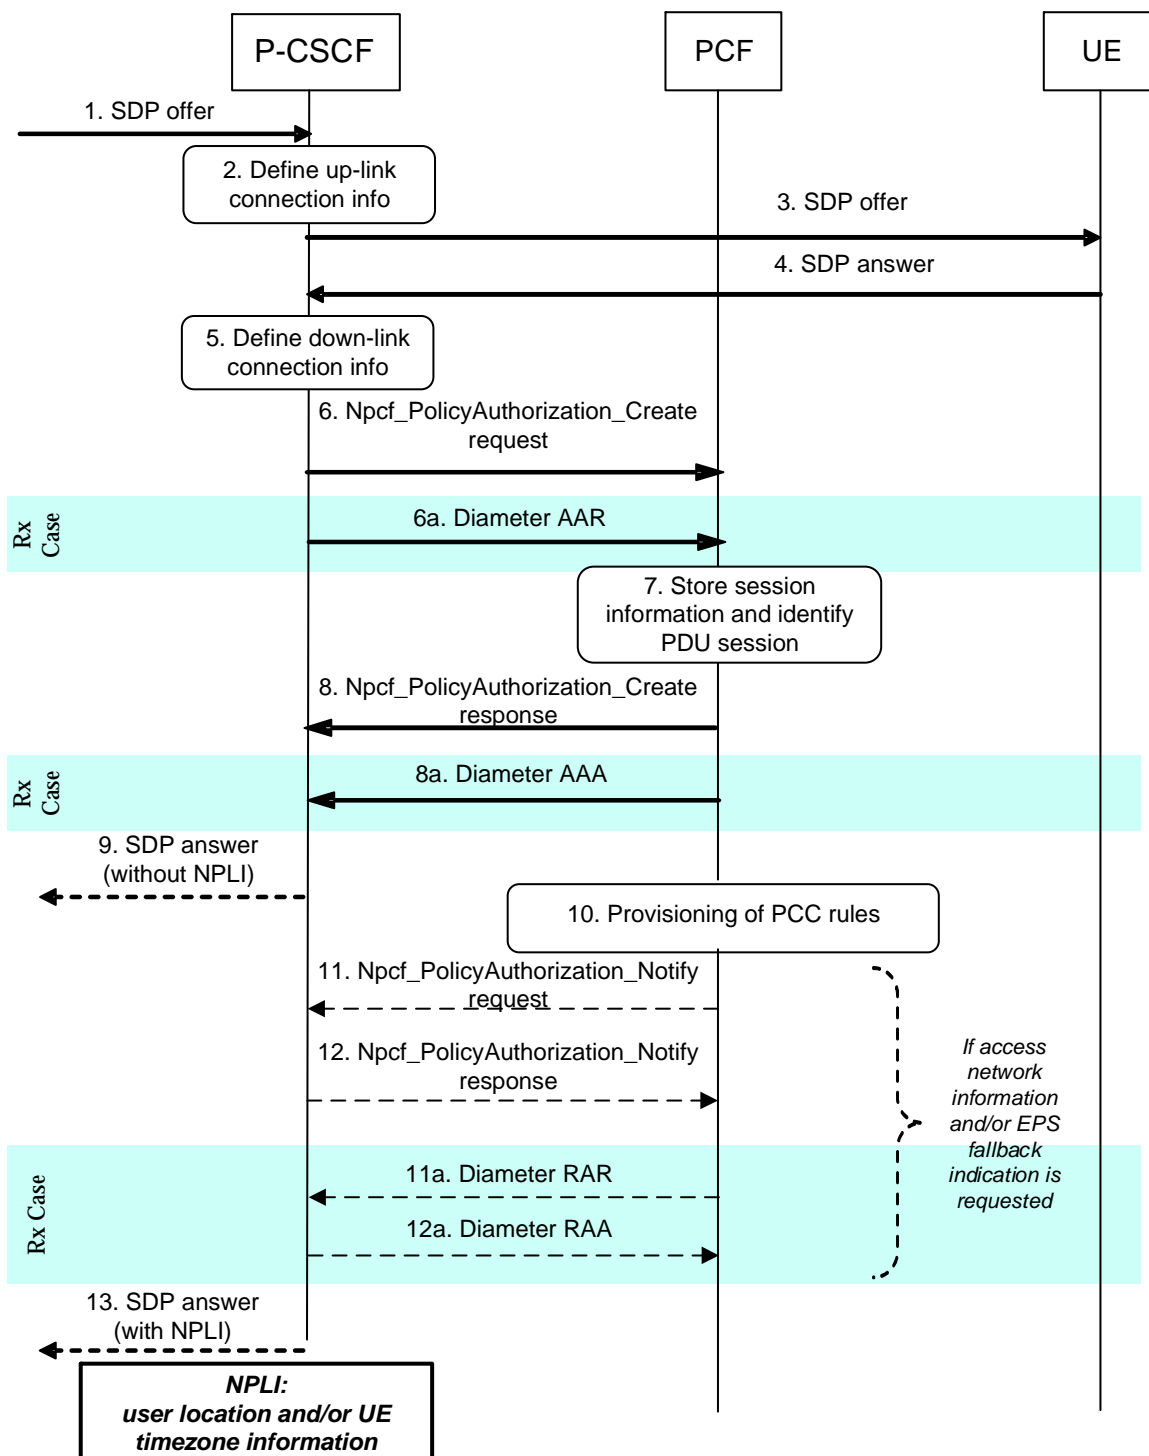 P-CSCF
PCF
UE
1. SDP offer
2. Define up-link
connection info
3. SDP offer
4. SDP answer
5. Define down-link
connection info
6. Npcf_PolicyAuthorization_Create
request
Rx
Case
6a. Diameter AAR
7. Store session
information and identify
PDU session
8. Npcf_PolicyAuthorization_Create
response
Rx
Case
8a. Diameter AAA
9. SDP answer
(without NPLI)
10. Provisioning of PCC rules
11. Npcf_PolicyAuthorization_Notify
request
12. Npcf_PolicyAuthorization_Notify
response
If access
network
information
and/or EPS
fallback
indication is
requested
Rx Case
11a. Diameter RAR
12a. Diameter RAA
13. SDP answer
(with NPLI)
NPLI:
user location and/or UE
timezone information